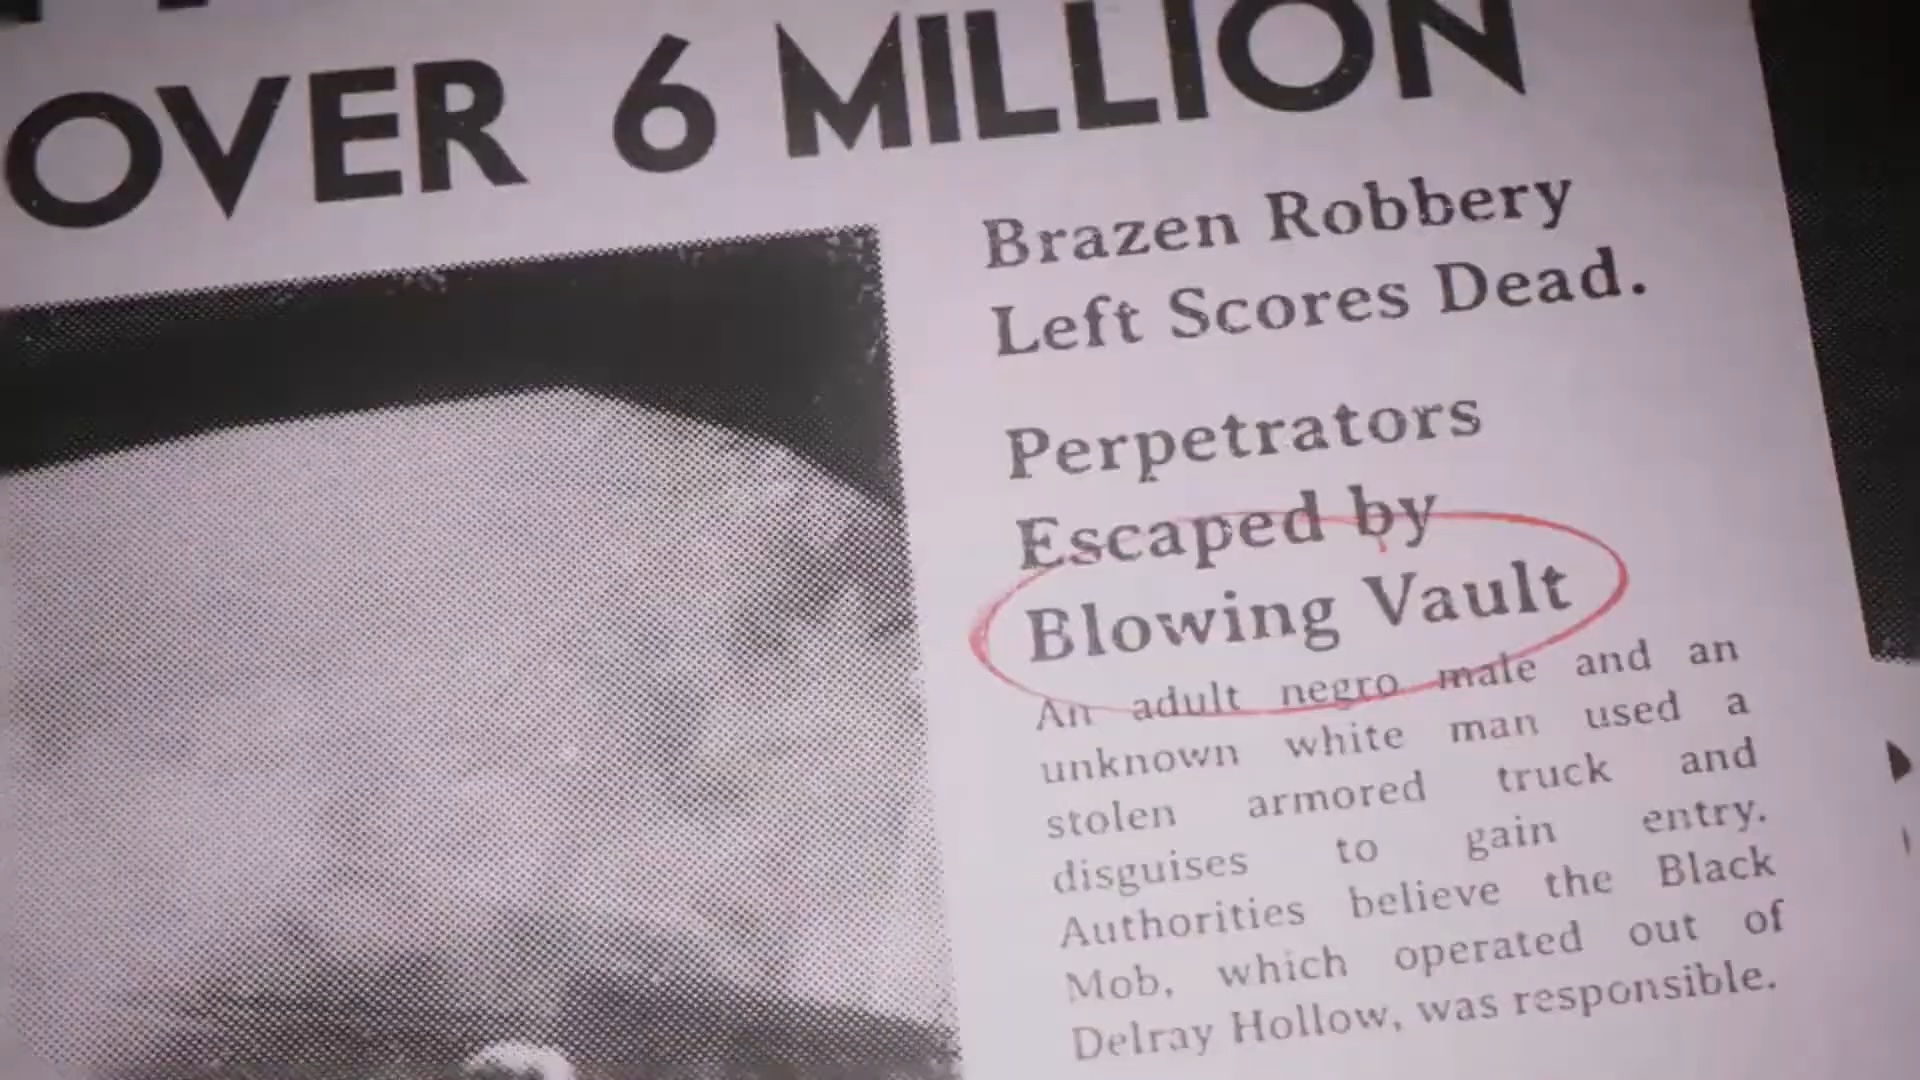 OVER 6 MILLION
Brazen Robbery
Left Scores Dead.
Perpetrators
Escaped by
Blowing Vault
An adult negro male and an
unknown white man used a
stolen armored truck and
disguises to gain entry.
Authorities believe the Black
Mob, which operated out of
Delray Hollow, was responsible.